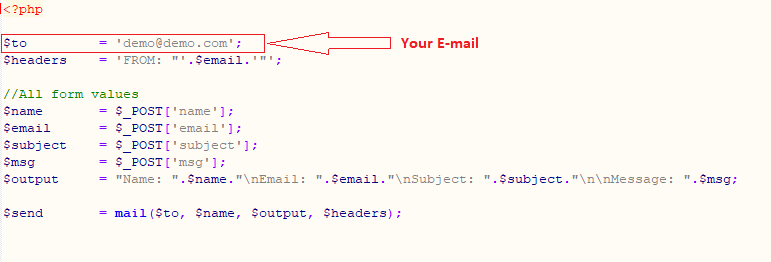 <?php
$to = 'demo@demo.com'; Your E-mail
$headers = 'FROM: "'.$email.'"';
//All form values
$name = $_POST['name'];
$email = $_POST['email'];
$subject = $_POST['subject'];
$msg = $_POST['msg'];
$output = "Name: ".$name."\nEmail: ".$email."\nSubject: ".$subject."\n\nMessage: ".$msg;
$send = mail($to, $name, $output, $headers);